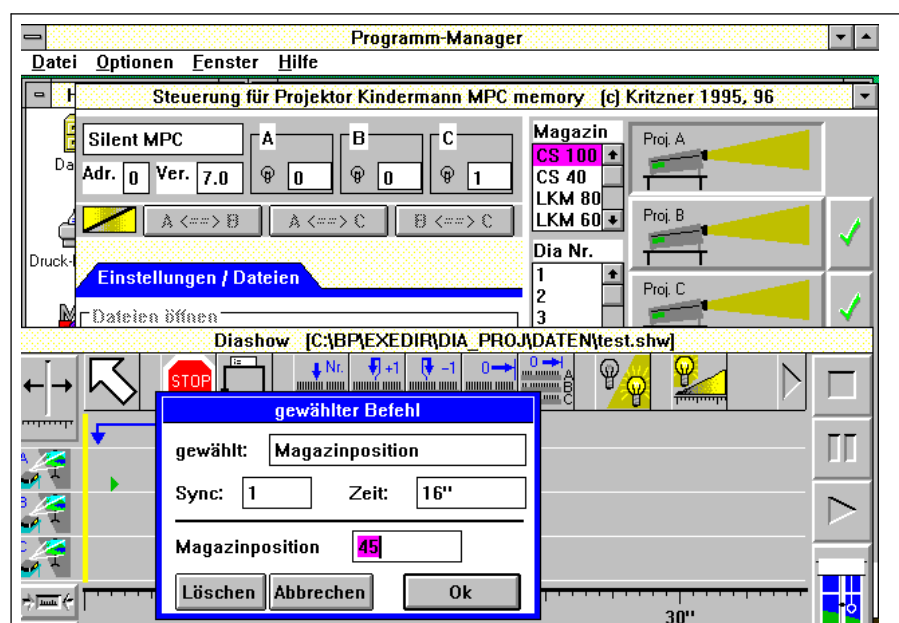 Programm-Manager
Datei Optionen Fenster Hilfe
Steuerung für Projektor Kindermann MPC memory (c) Kritzner 1995, 96
Silent MPC
A B C
Adr. 0 Ver. 7.0 0 0 1
A <==> B A <==> C B <==> C
Magazin
CS 100
CS 40
LKM 80
LKM 60
Proj. A
Proj. B
Proj. C
Dia Nr.
1
2
3
Druck-
Einstellungen / Dateien
Dateien öffnen
Diashow [C:\BP\EXEDIR\DIA_PROJ\DATEN\test.shw]
STOP Nr. +1 -1 0 0 A B C
gewählter Befehl
gewählt: Magazinposition
Sync: 1 Zeit: 16''
Magazinposition 45
Löschen Abbrechen Ok
A
B
C
30''